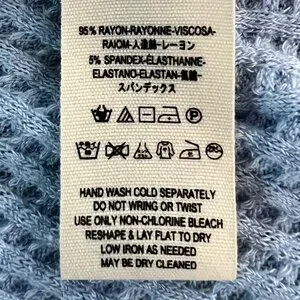 95% RAYON-RAYONNE-VISCOSA-
RAIOM-人造絲-レーヨン
5% SPANDEX-ÉLASTHANNE-
ELASTANO-ELASTAN-氨綸-
スパンデックス
HAND WASH COLD SEPARATELY
DO NOT WRING OR TWIST
USE ONLY NON-CHLORINE BLEACH
RESHAPE & LAY FLAT TO DRY
LOW IRON AS NEEDED
MAY BE DRY CLEANED